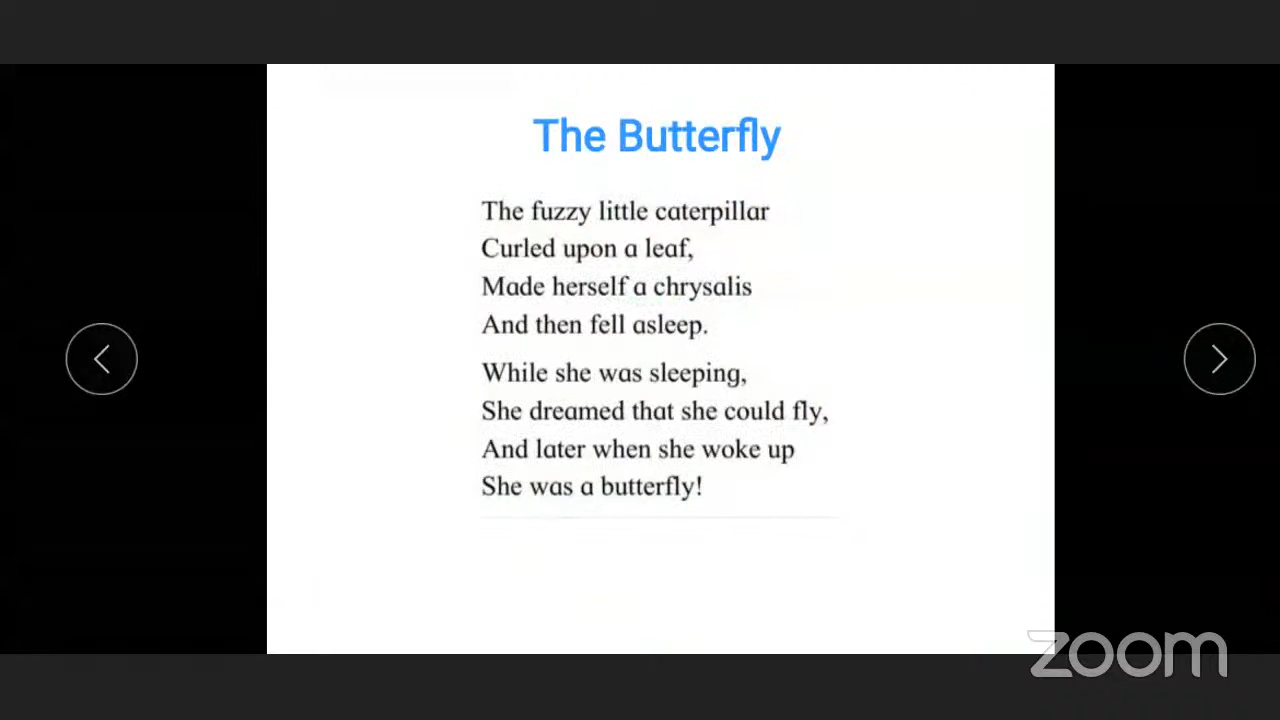 The Butterfly
The fuzzy little caterpillar
Curled upon a leaf,
Made herself a chrysalis
And then fell asleep.
While she was sleeping,
She dreamed that she could fly,
And later when she woke up
She was a butterfly!
zoom